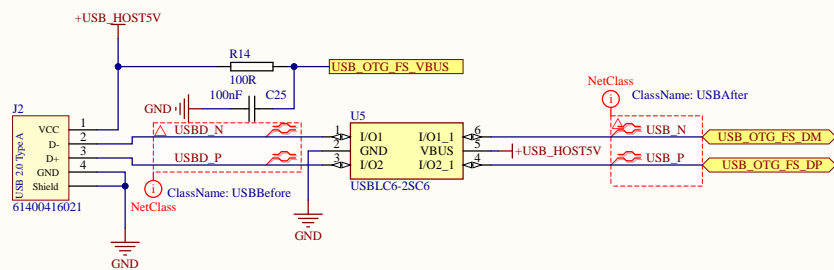 +USB_HOST5V
R14
100R
USB_OTG_FS_VBUS
100nF C25
GND
NetClass
ClassName: USBAfter
J2
U5
VCC 1
D- 2
D+ 3
GND 4
Shield
USB 2.0 Type A
61400416021
USBD_N
USBD_P
1 I/O1 I/O1_1 6
2 GND VBUS 5
3 I/O2 I/O2_1 4
USBLC6-2SC6
+USB_HOST5V
USB_N
USB_P
USB_OTG_FS_DM
USB_OTG_FS_DP
i
i
ClassName: USBBefore
NetClass
GND
GND